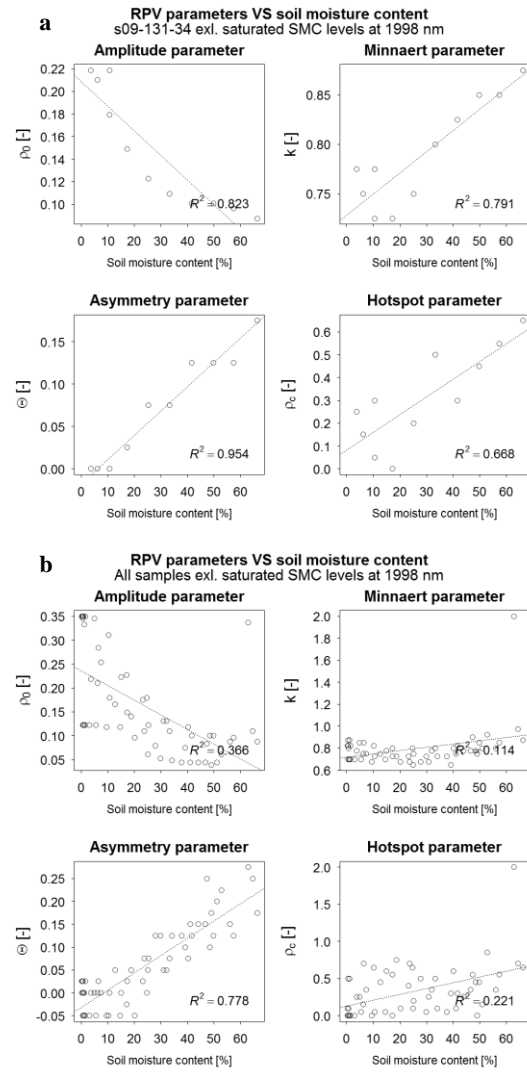 a
RPV parameters VS soil moisture content
s09-131-34 exl. saturated SMC levels at 1998 nm
Amplitude parameter
ρ0 [-]
0.22
0.20
0.18
0.16
0.14
0.12
0.10
R² = 0.823
0 10 20 30 40 50 60
Soil moisture content [%]
Minnaert parameter
k [-]
0.85
0.80
0.75
R² = 0.791
0 10 20 30 40 50 60
Soil moisture content [%]
Asymmetry parameter
Θ [-]
0.15
0.10
0.05
0.00
R² = 0.954
0 10 20 30 40 50 60
Soil moisture content [%]
Hotspot parameter
ρc [-]
0.6
0.5
0.4
0.3
0.2
0.1
0.0
R² = 0.668
0 10 20 30 40 50 60
Soil moisture content [%]
b
RPV parameters VS soil moisture content
All samples exl. saturated SMC levels at 1998 nm
Amplitude parameter
ρ0 [-]
0.35
0.30
0.25
0.20
0.15
0.10
0.05
R² = 0.366
0 10 20 30 40 50 60
Soil moisture content [%]
Minnaert parameter
k [-]
2.0
1.8
1.6
1.4
1.2
1.0
0.8
0.6
R² = 0.114
0 10 20 30 40 50 60
Soil moisture content [%]
Asymmetry parameter
Θ [-]
0.25
0.20
0.15
0.10
0.05
0.00
-0.05
R² = 0.778
0 10 20 30 40 50 60
Soil moisture content [%]
Hotspot parameter
ρc [-]
2.0
1.5
1.0
0.5
0.0
R² = 0.221
0 10 20 30 40 50 60
Soil moisture content [%]